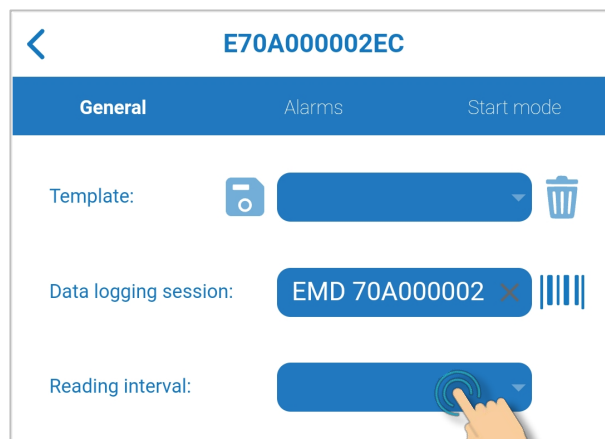 E70A000002EC
General Alarms Start mode
Template:
Data logging session: EMD 70A000002
Reading interval: